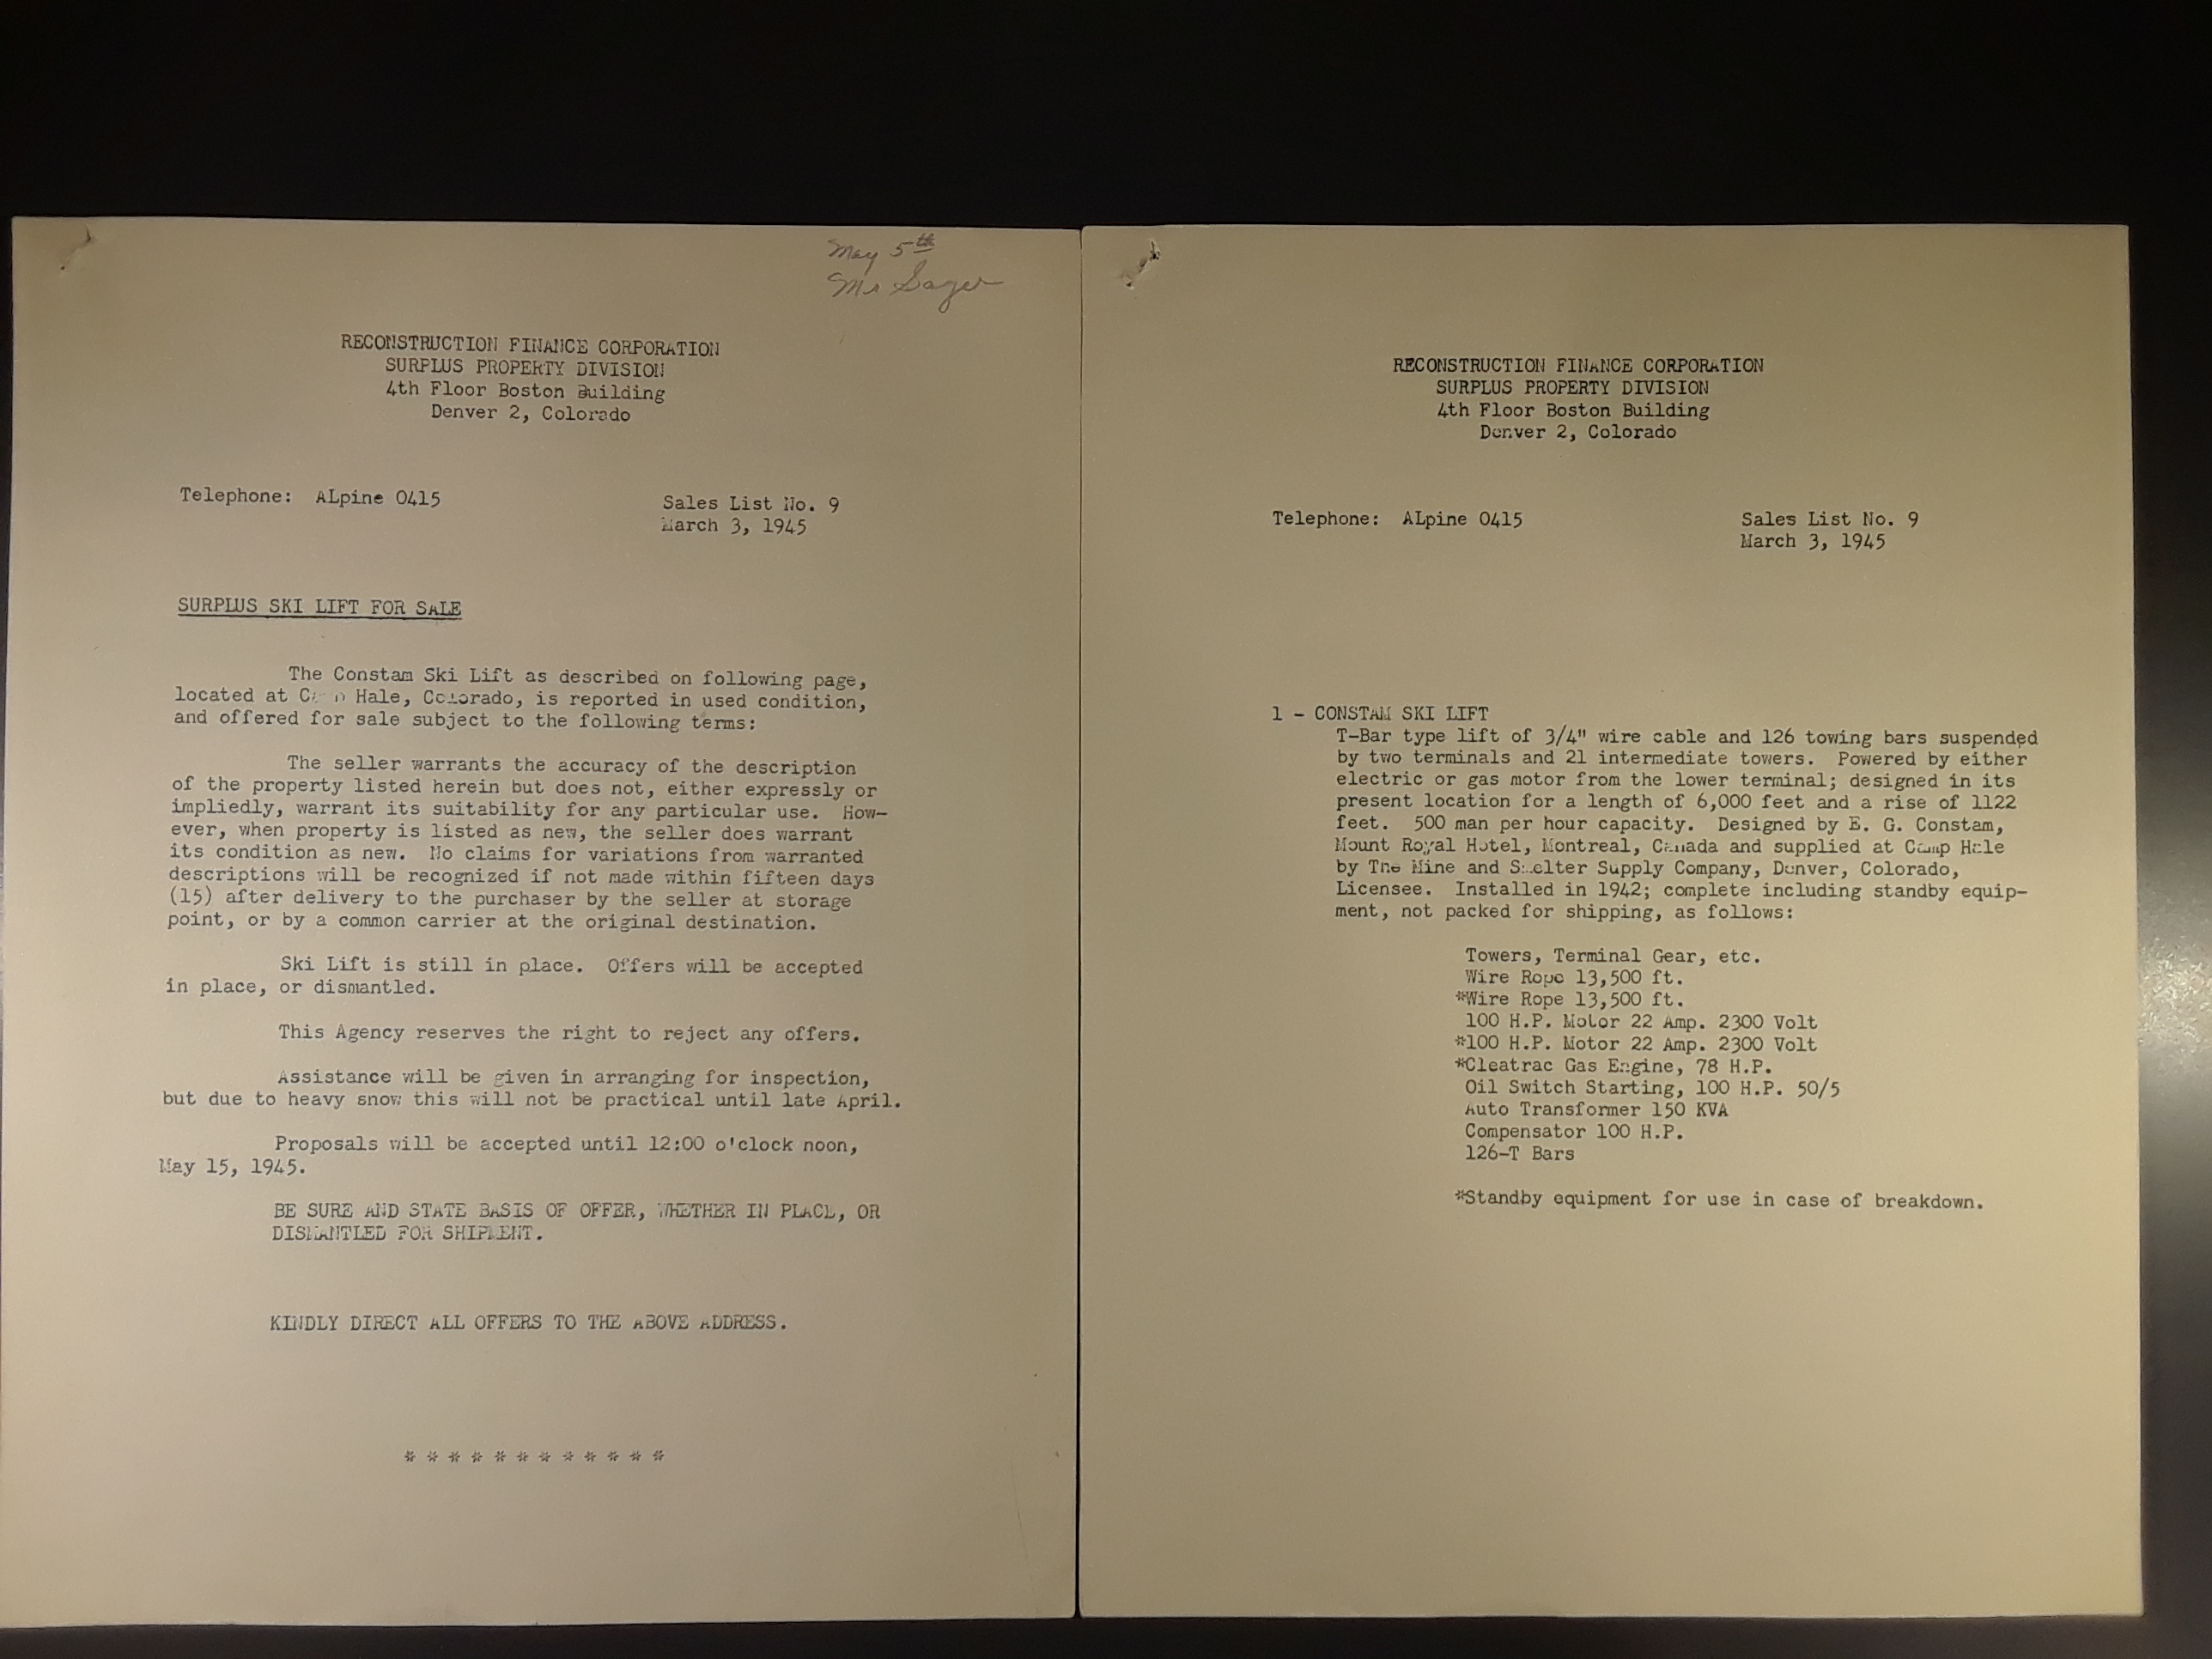 May 5th
Mr Sager
RECONSTRUCTION FINANCE CORPORATION
SURPLUS PROPERTY DIVISION
4th Floor Boston Building
Denver 2, Colorado
Telephone: ALpine 0415
Sales List No. 9
March 3, 1945
SURPLUS SKI LIFT FOR SALE
The Constam Ski Lift as described on following page,
located at Camp Hale, Colorado, is reported in used condition,
and offered for sale subject to the following terms:
The seller warrants the accuracy of the description
of the property listed herein but does not, either expressly or
impliedly, warrant its suitability for any particular use. How-
ever, when property is listed as new, the seller does warrant
its condition as new. No claims for variations from warranted
descriptions will be recognized if not made within fifteen days
(15) after delivery to the purchaser by the seller at storage
point, or by a common carrier at the original destination.
Ski Lift is still in place. Offers will be accepted
in place, or dismantled.
This Agency reserves the right to reject any offers.
Assistance will be given in arranging for inspection,
but due to heavy snow this will not be practical until late April.
Proposals will be accepted until 12:00 o'clock noon,
May 15, 1945.
BE SURE AND STATE BASIS OF OFFER, WHETHER IN PLACE, OR
DISMANTLED FOR SHIPMENT.
KINDLY DIRECT ALL OFFERS TO THE ABOVE ADDRESS.
* * * * * * * * * * * *
RECONSTRUCTION FINANCE CORPORATION
SURPLUS PROPERTY DIVISION
4th Floor Boston Building
Denver 2, Colorado
Telephone: ALpine 0415
Sales List No. 9
March 3, 1945
1 - CONSTAM SKI LIFT
T-Bar type lift of 3/4" wire cable and 126 towing bars suspended
by two terminals and 21 intermediate towers. Powered by either
electric or gas motor from the lower terminal; designed in its
present location for a length of 6,000 feet and a rise of 1122
feet. 500 man per hour capacity. Designed by E. G. Constam,
Mount Royal Hotel, Montreal, Canada and supplied at Camp Hale
by The Mine and Smelter Supply Company, Denver, Colorado,
Licensee. Installed in 1942; complete including standby equip-
ment, not packed for shipping, as follows:
Towers, Terminal Gear, etc.
Wire Rope 13,500 ft.
*Wire Rope 13,500 ft.
100 H.P. Motor 22 Amp. 2300 Volt
*100 H.P. Motor 22 Amp. 2300 Volt
*Cleatrac Gas Engine, 78 H.P.
Oil Switch Starting, 100 H.P. 50/5
Auto Transformer 150 KVA
Compensator 100 H.P.
126-T Bars
*Standby equipment for use in case of breakdown.